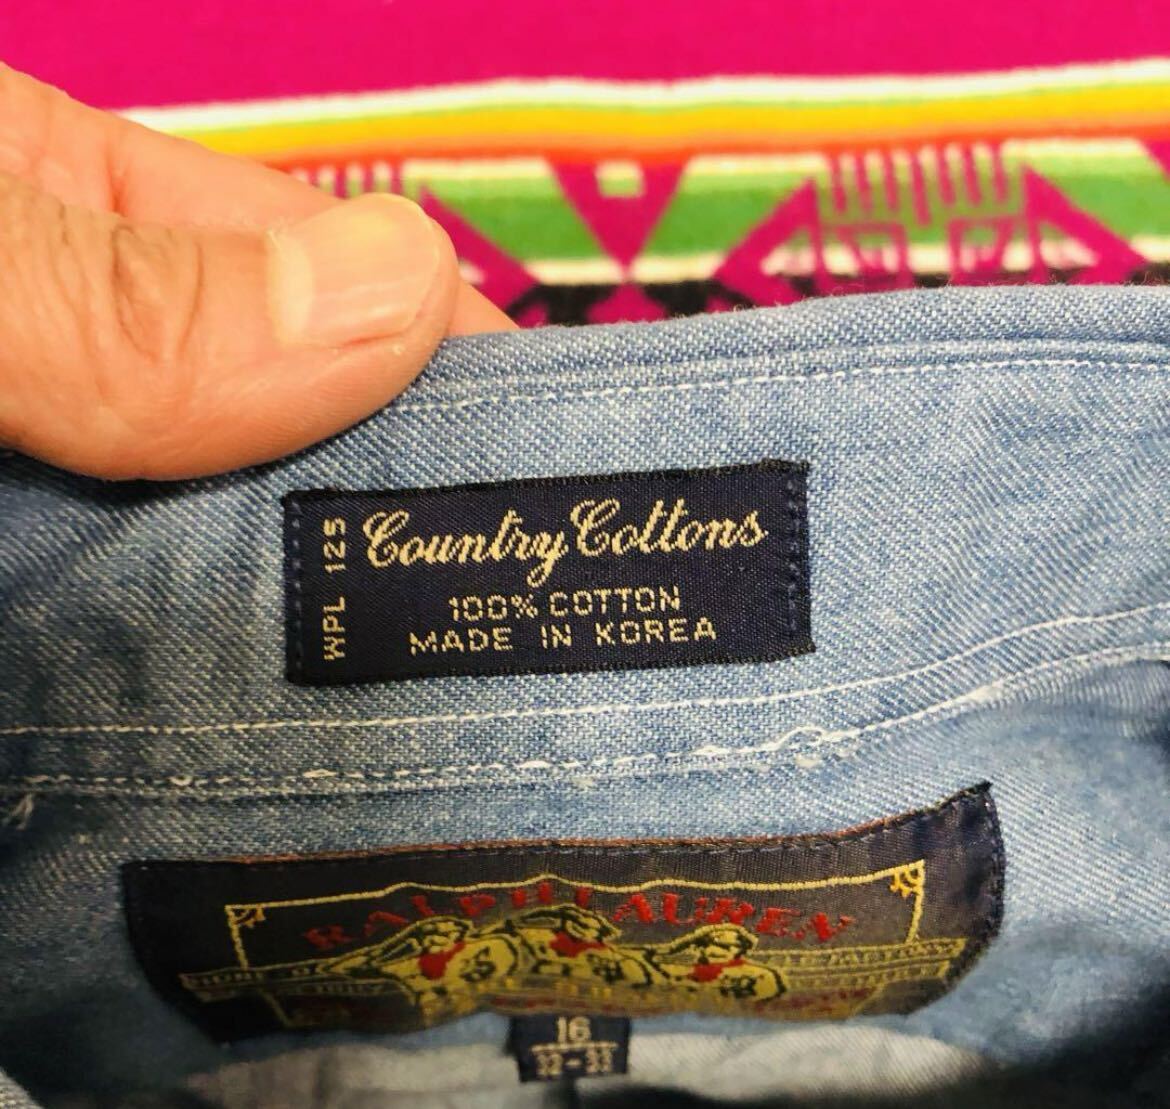 WPL 125
Country Cottons
100% COTTON
MADE IN KOREA
RALPH LAUREN
16
32-33